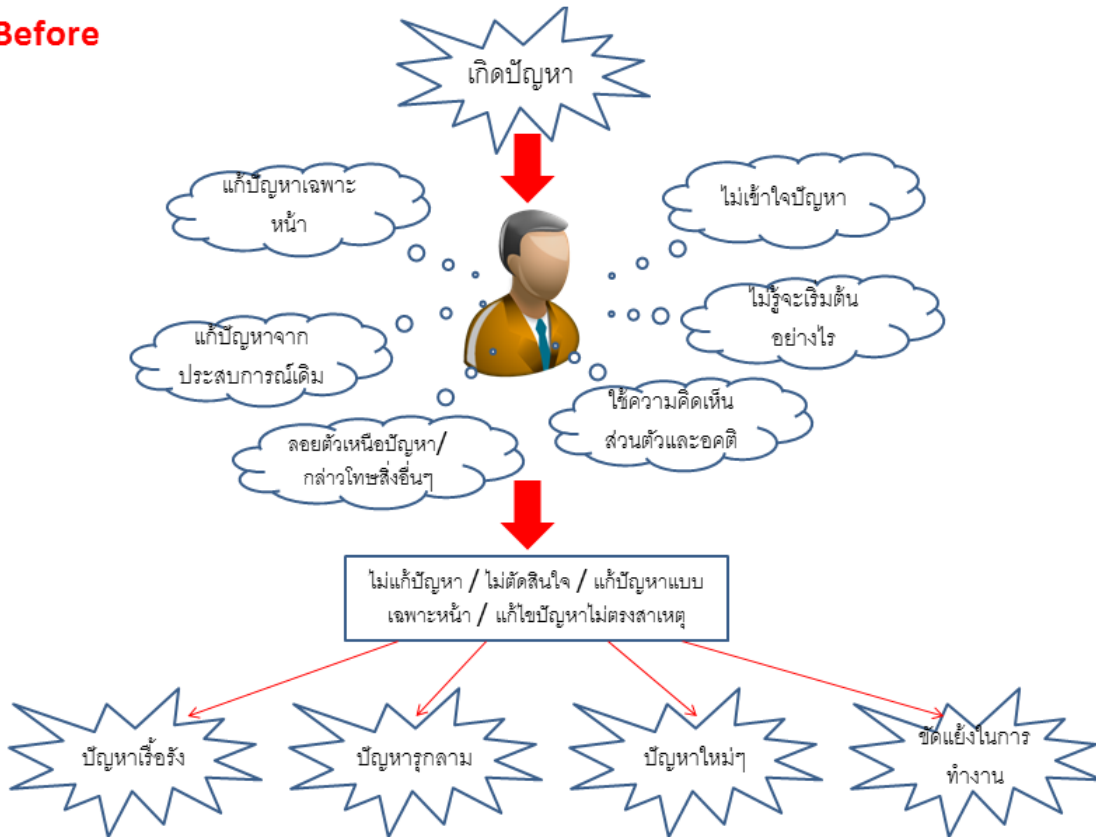 Before
เกิดปัญหา
แก้ปัญหาเฉพาะ
หน้า
ไม่เข้าใจปัญหา
แก้ปัญหาจาก
ประสบการณ์เดิม
ไม่รู้จะเริ่มต้น
อย่างไร
ลอยตัวเหนือปัญหา/
กล่าวโทษสิ่งอื่นๆ
ใช้ความคิดเห็น
ส่วนตัวและอคติ
ไม่แก้ปัญหา / ไม่ตัดสินใจ / แก้ปัญหาแบบ
เฉพาะหน้า / แก้ไขปัญหาไม่ตรงสาเหตุ
ปัญหาเรื้อรัง
ปัญหารุกลาม
ปัญหาใหม่ๆ
ขัดแย้งในการ
ทำงาน